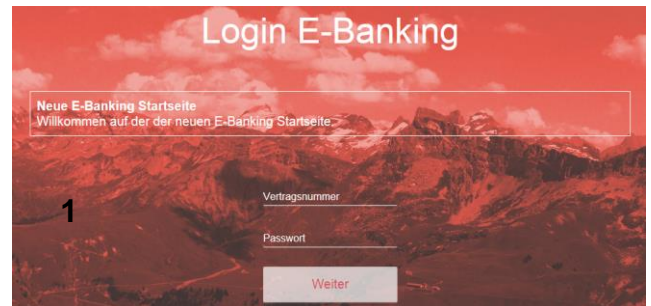 Login E-Banking
Neue E-Banking Startseite
Willkommen auf der der neuen E-Banking Startseite.
1
Vertragsnummer
Passwort
Weiter